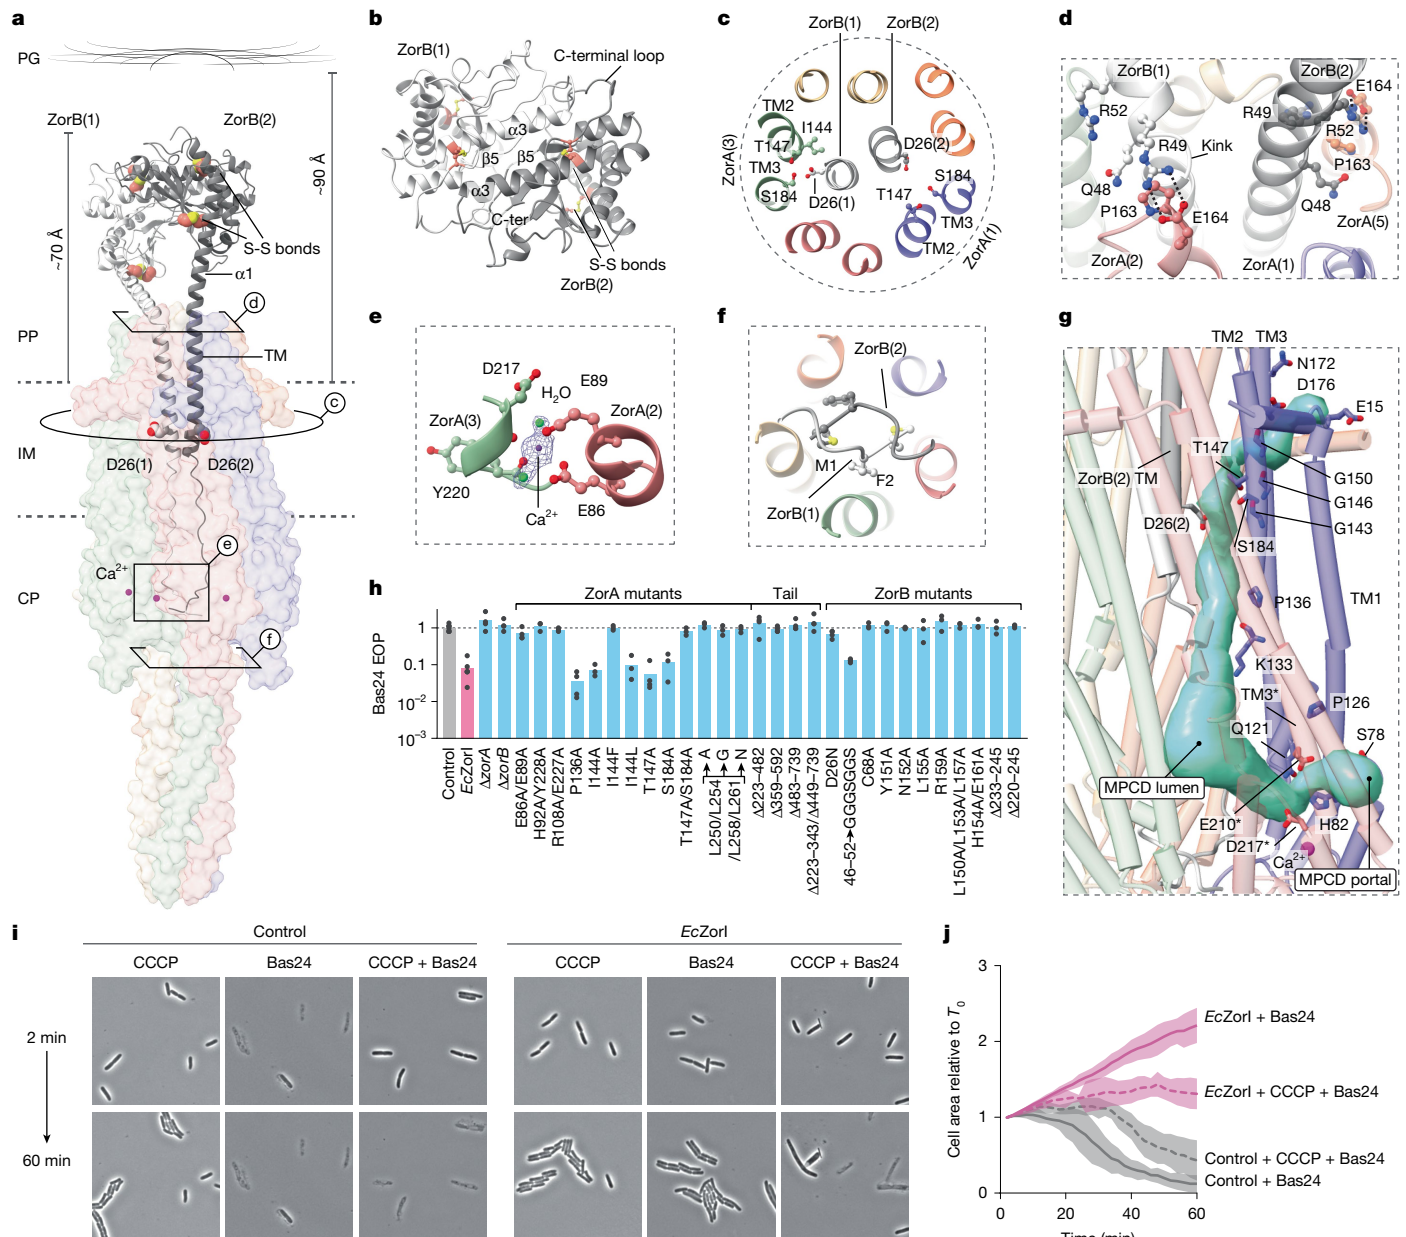 a
PG
ZorB(1)
ZorB(2)
~90 Å
~70 Å
S-S bonds
α1
d
PP
TM
c
IM
D26(1)
D26(2)
e
Ca2+
CP
f
b
ZorB(1)
C-terminal loop
α3
β5
β5
α3
C-ter
S-S bonds
ZorB(2)
c
ZorB(1)
ZorB(2)
TM2
I144
T147
TM3
S184
D26(1)
D26(2)
T147
S184
TM3
TM2
ZorA(3)
ZorA(1)
d
ZorB(1)
ZorB(2)
E164
R52
R49
R49
R52
Kink
P163
Q48
P163
E164
Q48
ZorA(5)
ZorA(2)
ZorA(1)
e
D217
H2O
E89
ZorA(3)
ZorA(2)
Y220
Ca2+
E86
f
ZorB(2)
M1
F2
ZorB(1)
g
TM2
TM3
N172
D176
E15
T147
ZorB(2) TM
G150
G146
D26(2)
G143
S184
P136
TM1
K133
TM3*
P126
Q121
S78
MPCD lumen
E210*
H82
D217*
Ca2+
MPCD portal
h
ZorA mutants
Tail
ZorB mutants
Bas24 EOP
1
0.1
10−2
10−3
Control
EcZorI
ΔzorA
ΔzorB
E86A/E89A
H92A/Y228A
R108A/E227A
P136A
I144A
I144F
I144L
T147A
S184A
T147A/S184A
L250/L254/L258/L261
A
G
N
Δ223–482
Δ359–592
Δ483–739
Δ223–343/Δ449–739
D26N
46–52→GGGSGGS
C68A
Y151A
N152A
L155A
R159A
L150A/L153A/L157A
H154A/E161A
Δ233–245
Δ220–245
i
Control
EcZorI
CCCP
Bas24
CCCP + Bas24
CCCP
Bas24
CCCP + Bas24
2 min
60 min
j
Cell area relative to T0
3
2
1
0
EcZorI + Bas24
EcZorI + CCCP + Bas24
Control + CCCP + Bas24
Control + Bas24
0
20
40
60
Time (min)